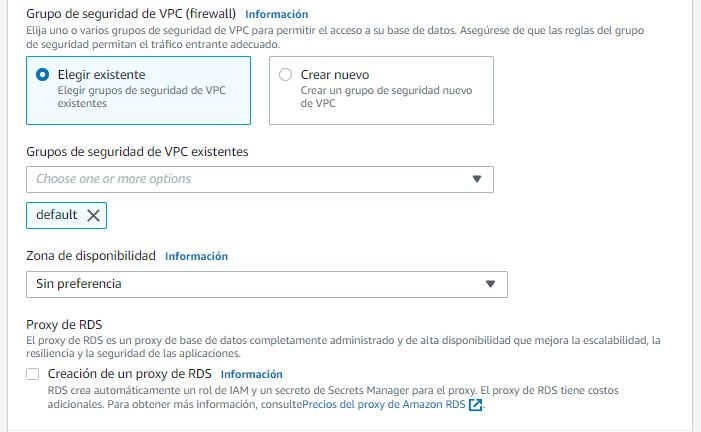 Grupo de seguridad de VPC (firewall) Información
Elija uno o varios grupos de seguridad de VPC para permitir el acceso a su base de datos. Asegúrese de que las reglas del grupo
de seguridad permitan el tráfico entrante adecuado.
Elegir existente
Elegir grupos de seguridad de VPC
existentes
Crear nuevo
Crear un grupo de seguridad nuevo
de VPC
Grupos de seguridad de VPC existentes
Choose one or more options
default
Zona de disponibilidad Información
Sin preferencia
Proxy de RDS
El proxy de RDS es un proxy de base de datos completamente administrado y de alta disponibilidad que mejora la escalabilidad, la
resiliencia y la seguridad de las aplicaciones.
Creación de un proxy de RDS Información
RDS crea automáticamente un rol de IAM y un secreto de Secrets Manager para el proxy. El proxy de RDS tiene costos
adicionales. Para obtener más información, consultePrecios del proxy de Amazon RDS.